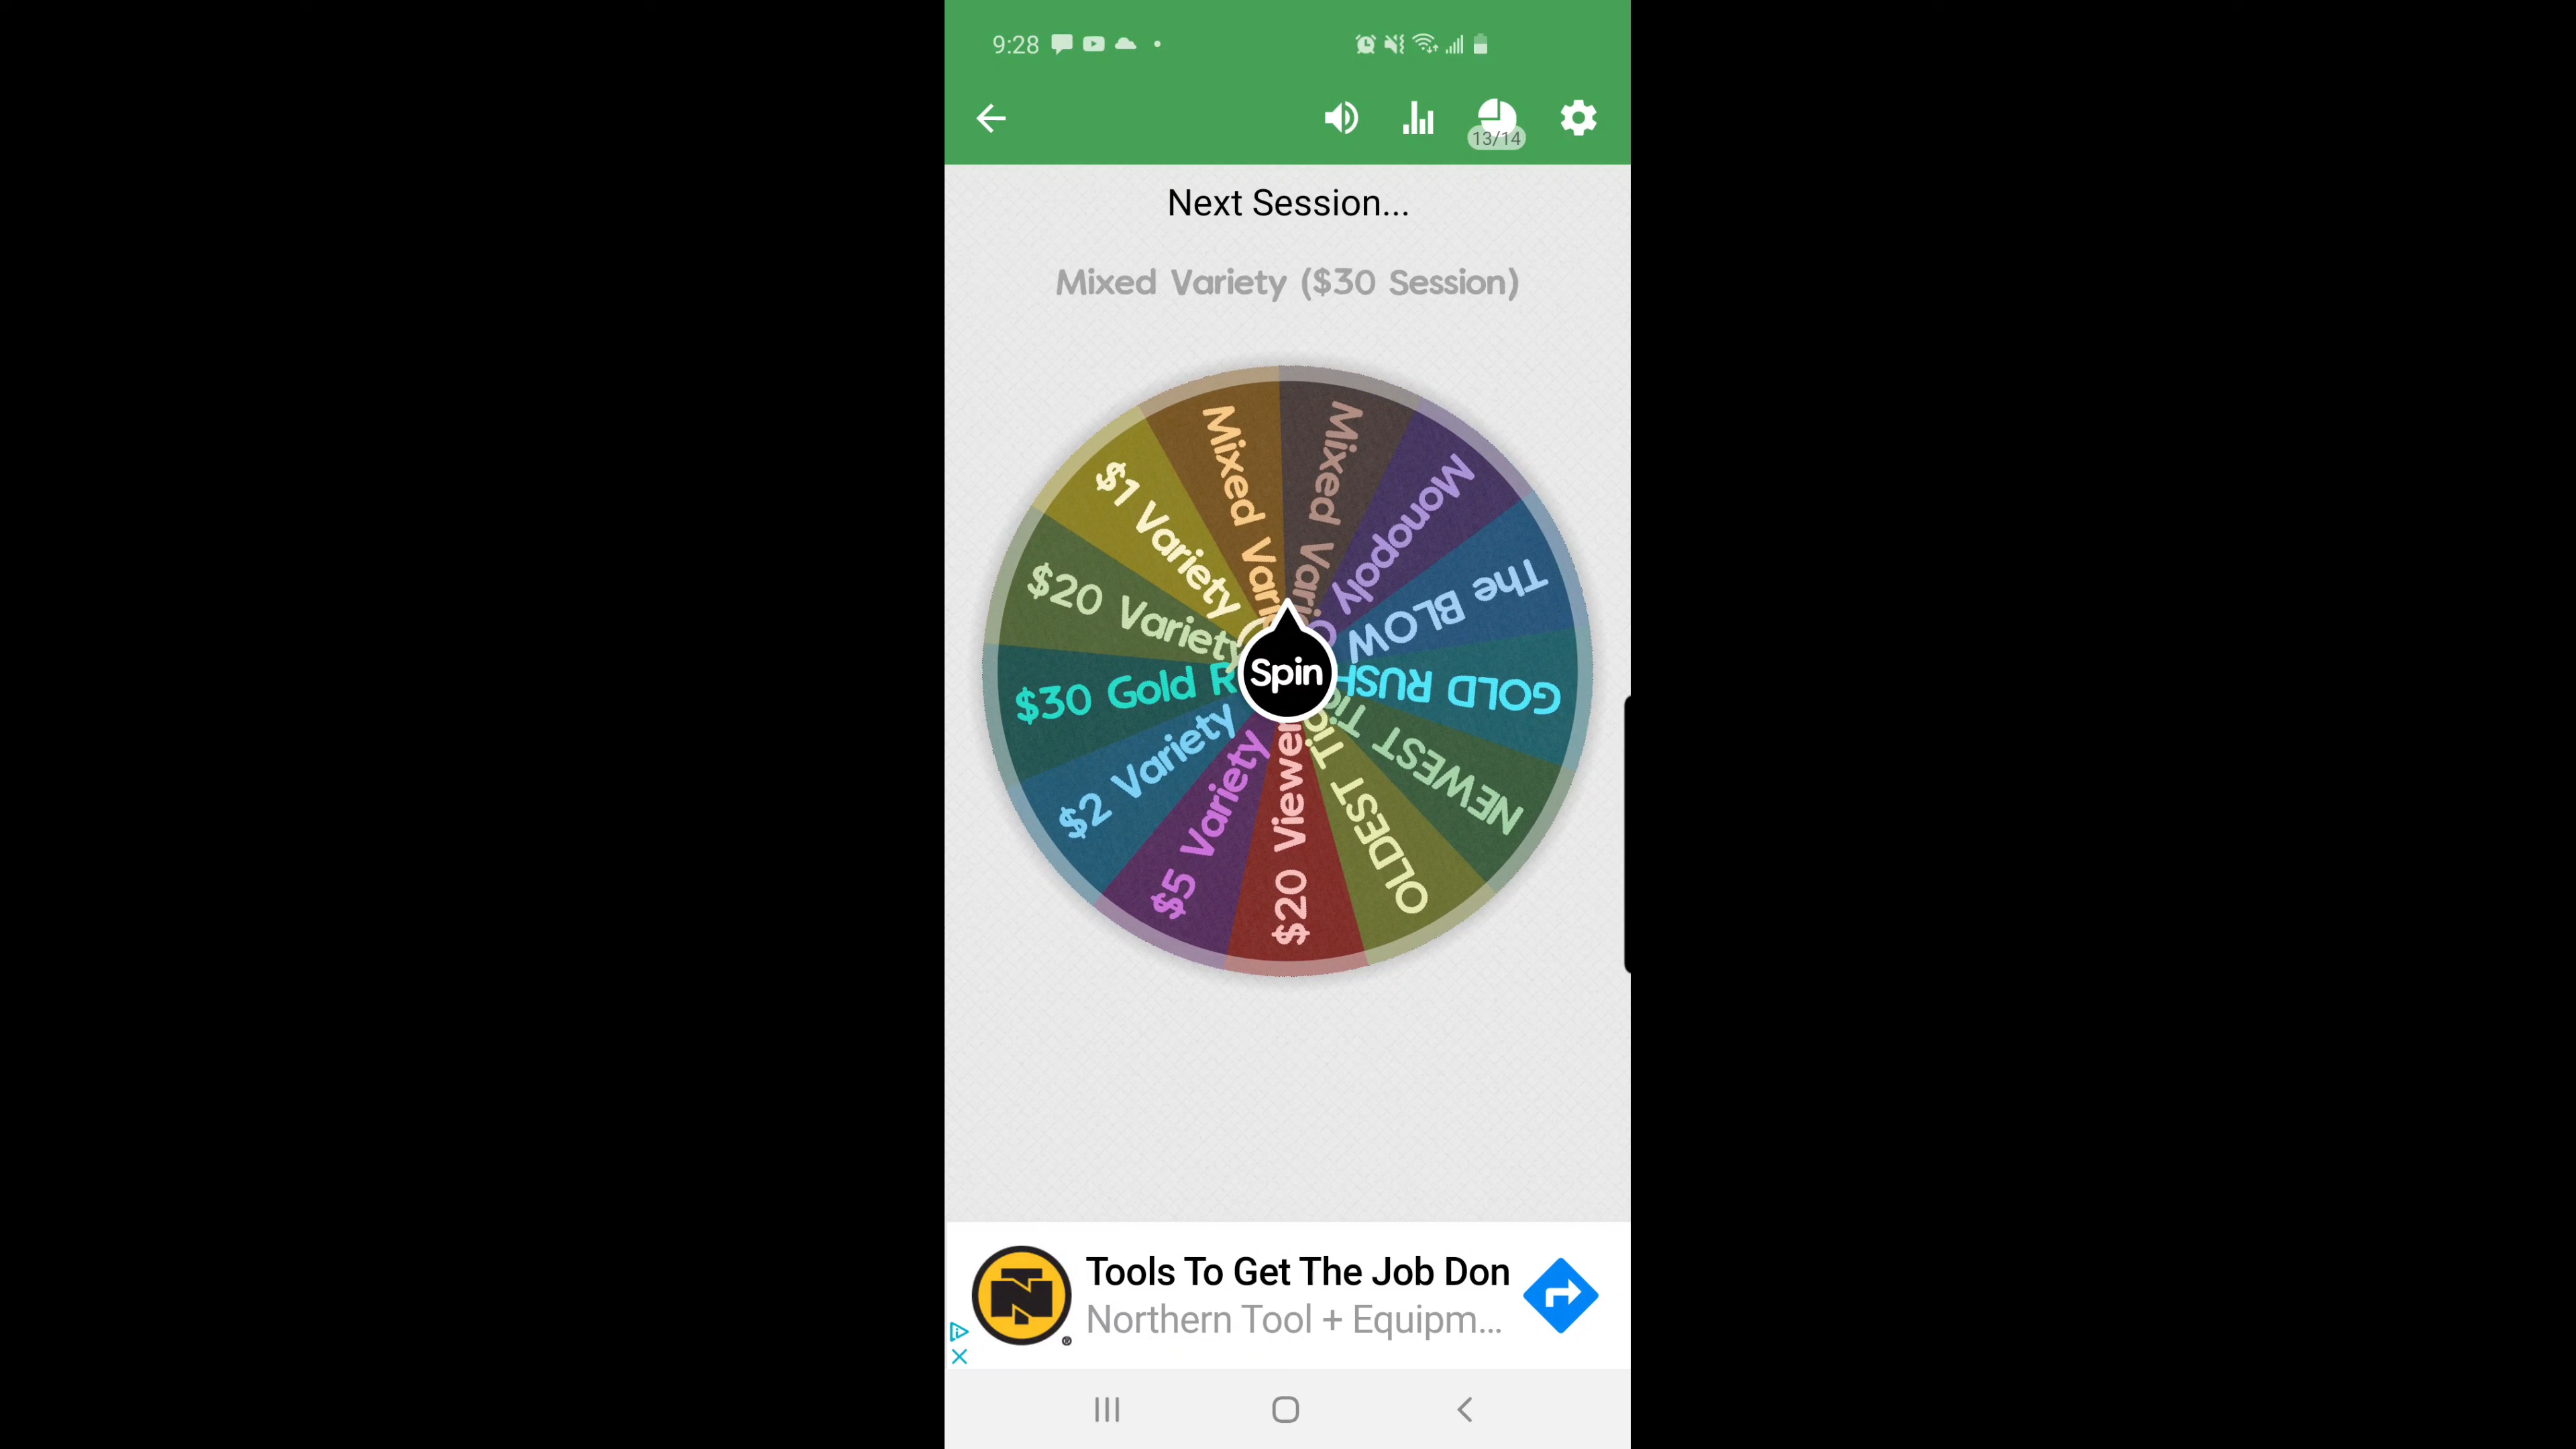 9:28
13/14
Next Session...
Mixed Variety ($30 Session)
Mixed
Mixed
Monopoly
The BLOW
GOLD RUSH
NEWEST
OLDEST
$20 Viewer
$5 Variety
$2 Variety
$30 Gold R
$20 Variety
$1 Variety
Spin
Tools To Get The Job Don
Northern Tool + Equipm...